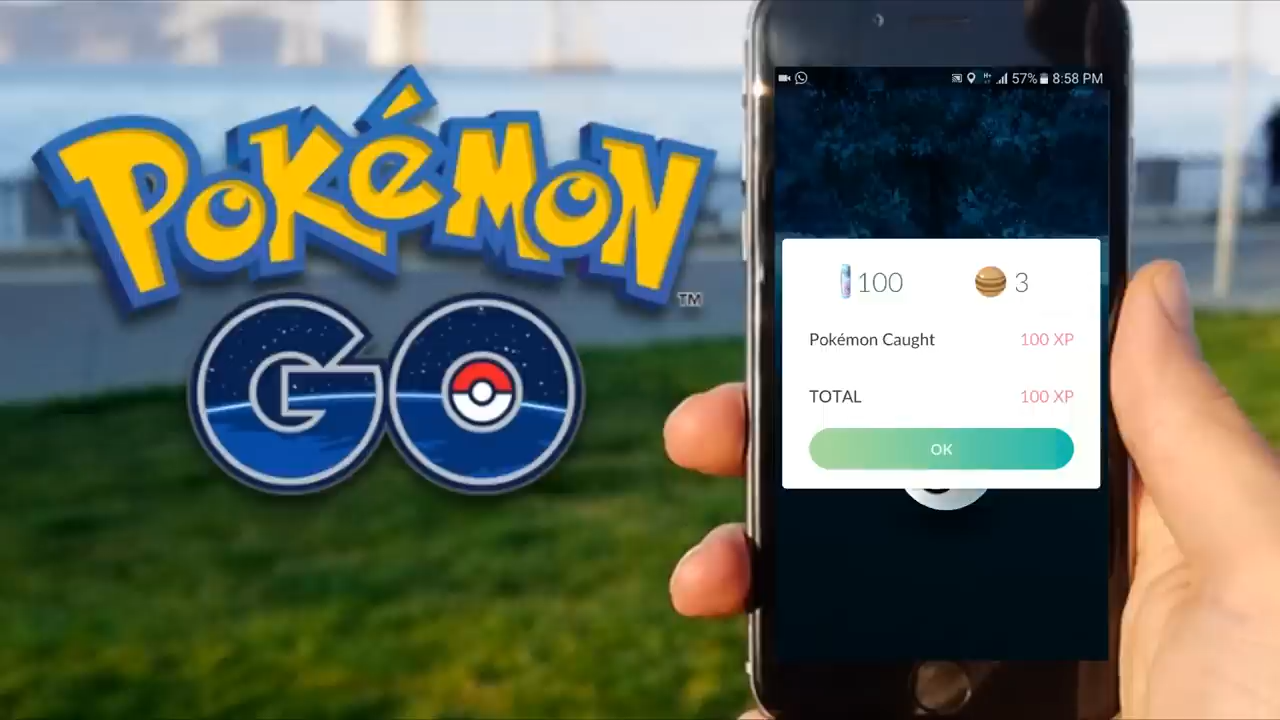 POKéMON
TM
GO
H+ 57% 8:58 PM
100 3
Pokémon Caught 100 XP
TOTAL 100 XP
OK